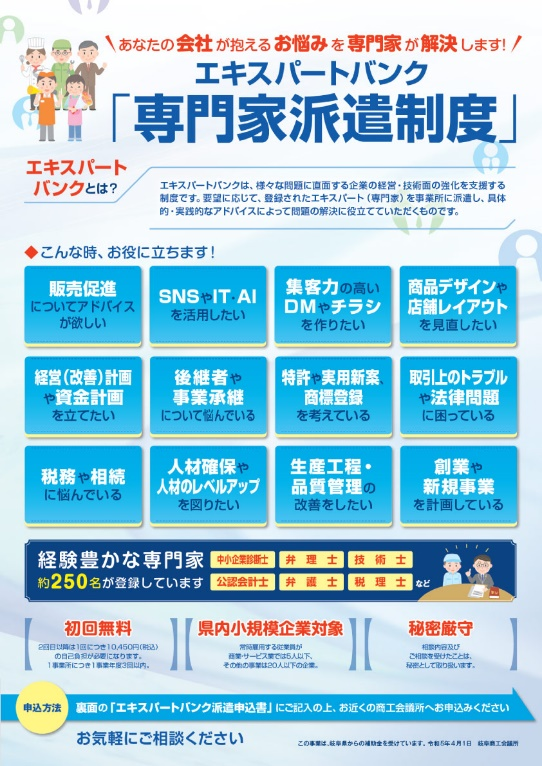 あなたの会社が抱えるお悩みを専門家が解決します!
エキスパートバンク
「専門家派遣制度」
エキスパート
バンクとは?
エキスパートバンクは、様々な問題に直面する企業の経営・技術面の強化を支援する
制度です。要望に応じて、登録されたエキスパート(専門家)を事業所に派遣し、具体
的・実践的なアドバイスによって問題の解決に役立てていただくものです。
◆こんな時、お役に立ちます!
販売促進
についてアドバイス
が欲しい
SNSやIT・AI
を活用したい
集客力の高い
DMやチラシ
を作りたい
商品デザインや
店舗レイアウト
を見直したい
経営(改善)計画
や資金計画
を立てたい
後継者や
事業承継
について悩んでいる
特許や実用新案、
商標登録
を考えている
取引上のトラブル
や法律問題
に困っている
税務や相続
に悩んでいる
人材確保や
人材のレベルアップ
を図りたい
生産工程・
品質管理の
改善をしたい
創業や
新規事業
を計画している
経験豊かな専門家
約250名が登録しています
中小企業診断士 弁理士 技術士
公認会計士 弁護士 税理士 など
初回無料
2回目以降は1回につき10,450円(税込)
の自己負担が必要になります。
1事業所につき1事業年度3回以内。
県内小規模企業対象
常時雇用する従業員が
商業・サービス業では5人以下、
その他の事業は20人以下の企業。
秘密厳守
相談内容及び
ご相談を受けたことは、
秘密として取り扱います。
申込方法
裏面の「エキスパートバンク派遣申込書」にご記入の上、お近くの商工会議所へお申込みください
お気軽にご相談ください
この事業は、岐阜県からの補助金を受けています。 令和5年4月1日 岐阜商工会議所